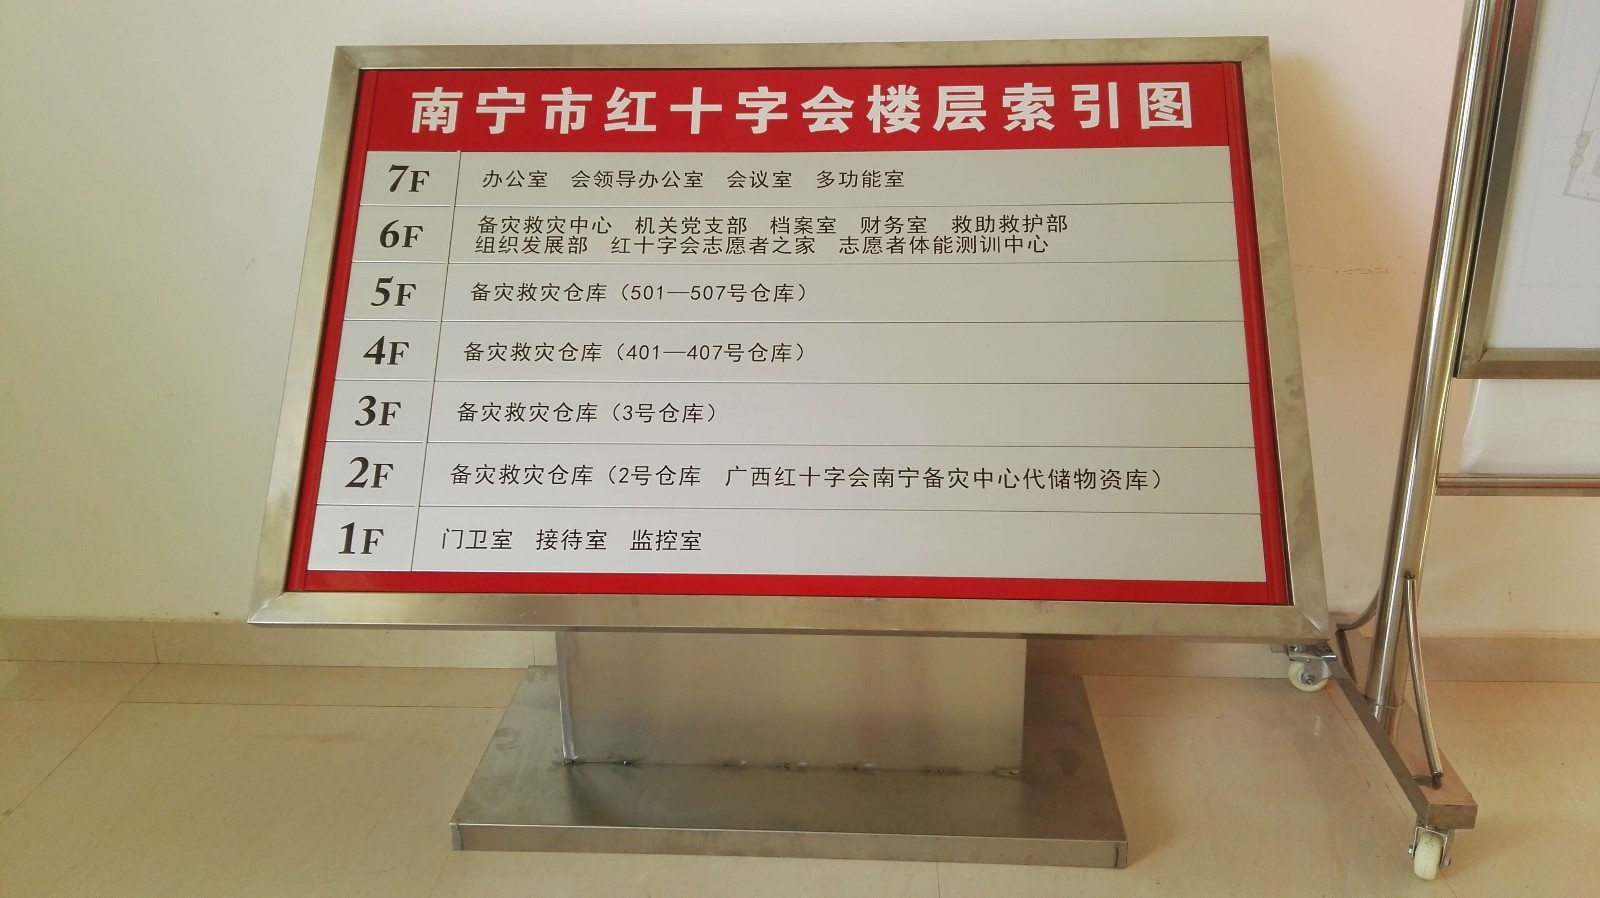 南宁市红十字会楼层索引图
7F 办公室 会领导办公室 会议室 多功能室
6F 备灾救灾中心 机关党支部 档案室 财务室 救助救护部
组织发展部 红十字会志愿者之家 志愿者体能测训中心
5F 备灾救灾仓库（501—507号仓库）
4F 备灾救灾仓库（401—407号仓库）
3F 备灾救灾仓库（3号仓库）
2F 备灾救灾仓库（2号仓库 广西红十字会南宁备灾中心代储物资库）
1F 门卫室 接待室 监控室